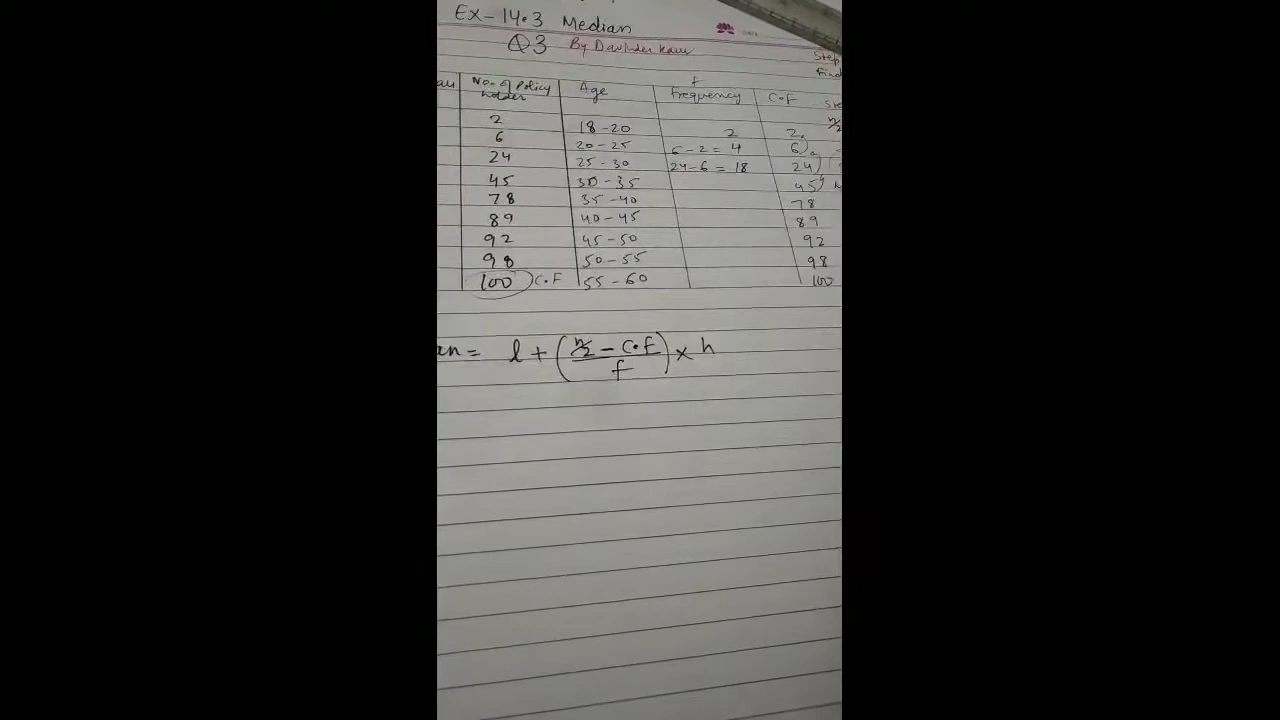 Ex-14.3 Median
Q3 By Davinder Kaur
Step
Find
No. of Policy holder Age f Frequency C.F
2 18-20 2 2
6 20-25 6-2=4 6
24 25-30 24-6=18 24
45 30-35 45
78 35-40 78
89 40-45 89
92 45-50 92
98 50-55 98
100 C.F 55-60 100
an = l + (n/2 - C.F / f) × h